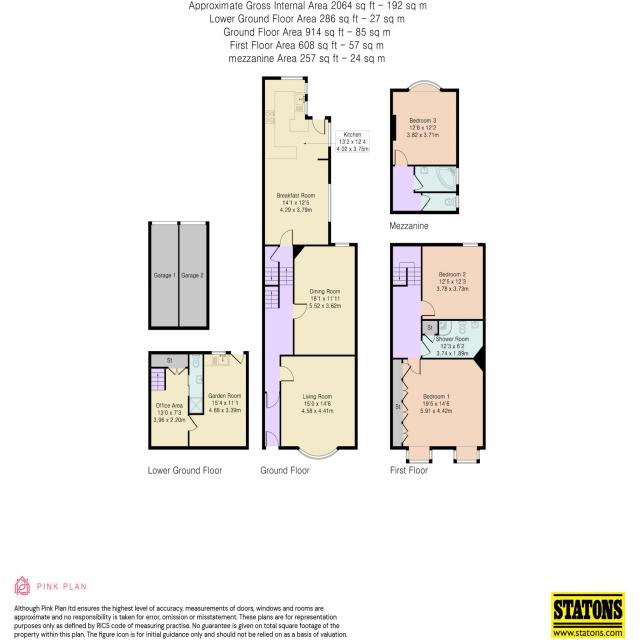 Approximate Gross Internal Area 2064 sq ft – 192 sq m
Lower Ground Floor Area 286 sq ft – 27 sq m
Ground Floor Area 914 sq ft – 85 sq m
First Floor Area 608 sq ft – 57 sq m
mezzanine Area 257 sq ft – 24 sq m
Kitchen
13'2 x 12'4
4.02 x 3.75m
Breakfast Room
14'1 x 12'5
4.29 x 3.79m
Bedroom 3
12'6 x 12'2
3.82 x 3.71m
Mezzanine
Garage 1
Garage 2
Dining Room
18'1 x 11'11
5.52 x 3.62m
Bedroom 2
12'5 x 12'3
3.78 x 3.73m
St
Shower Room
12'3 x 6'2
3.74 x 1.89m
St
Office Area
13'0 x 7'3
3.96 x 2.20m
Garden Room
15'4 x 11'1
4.68 x 3.39m
Living Room
15'0 x 14'6
4.58 x 4.41m
St
Bedroom 1
19'5 x 14'6
5.91 x 4.42m
Lower Ground Floor
Ground Floor
First Floor
PINK PLAN
Although Pink Plan ltd ensures the highest level of accuracy, measurements of doors, windows and rooms are
approximate and no responsibility is taken for error, omission or misstatement. These plans are for representation
purposes only as defined by RICS code of measuring practise. No guarantee is given on total square footage of the
property within this plan. The figure icon is for initial guidance only and should not be relied on as a basis of valuation.
STATONS
www.statons.com